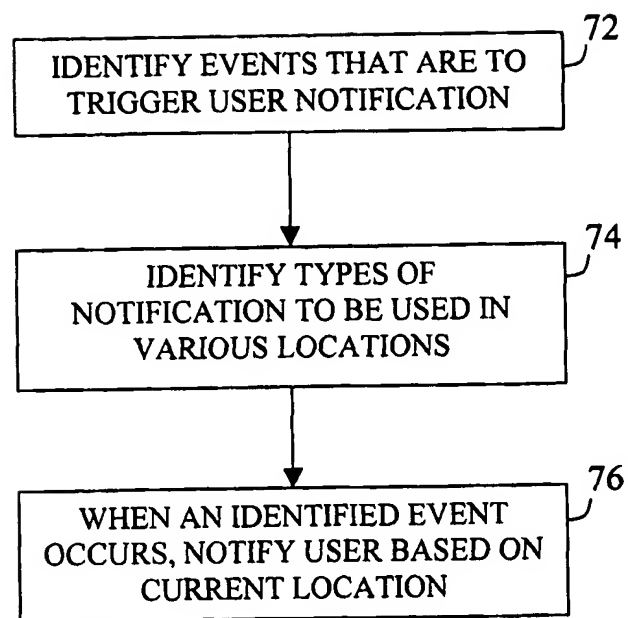 72
IDENTIFY EVENTS THAT ARE TO
TRIGGER USER NOTIFICATION
74
IDENTIFY TYPES OF
NOTIFICATION TO BE USED IN
VARIOUS LOCATIONS
76
WHEN AN IDENTIFIED EVENT
OCCURS, NOTIFY USER BASED ON
CURRENT LOCATION